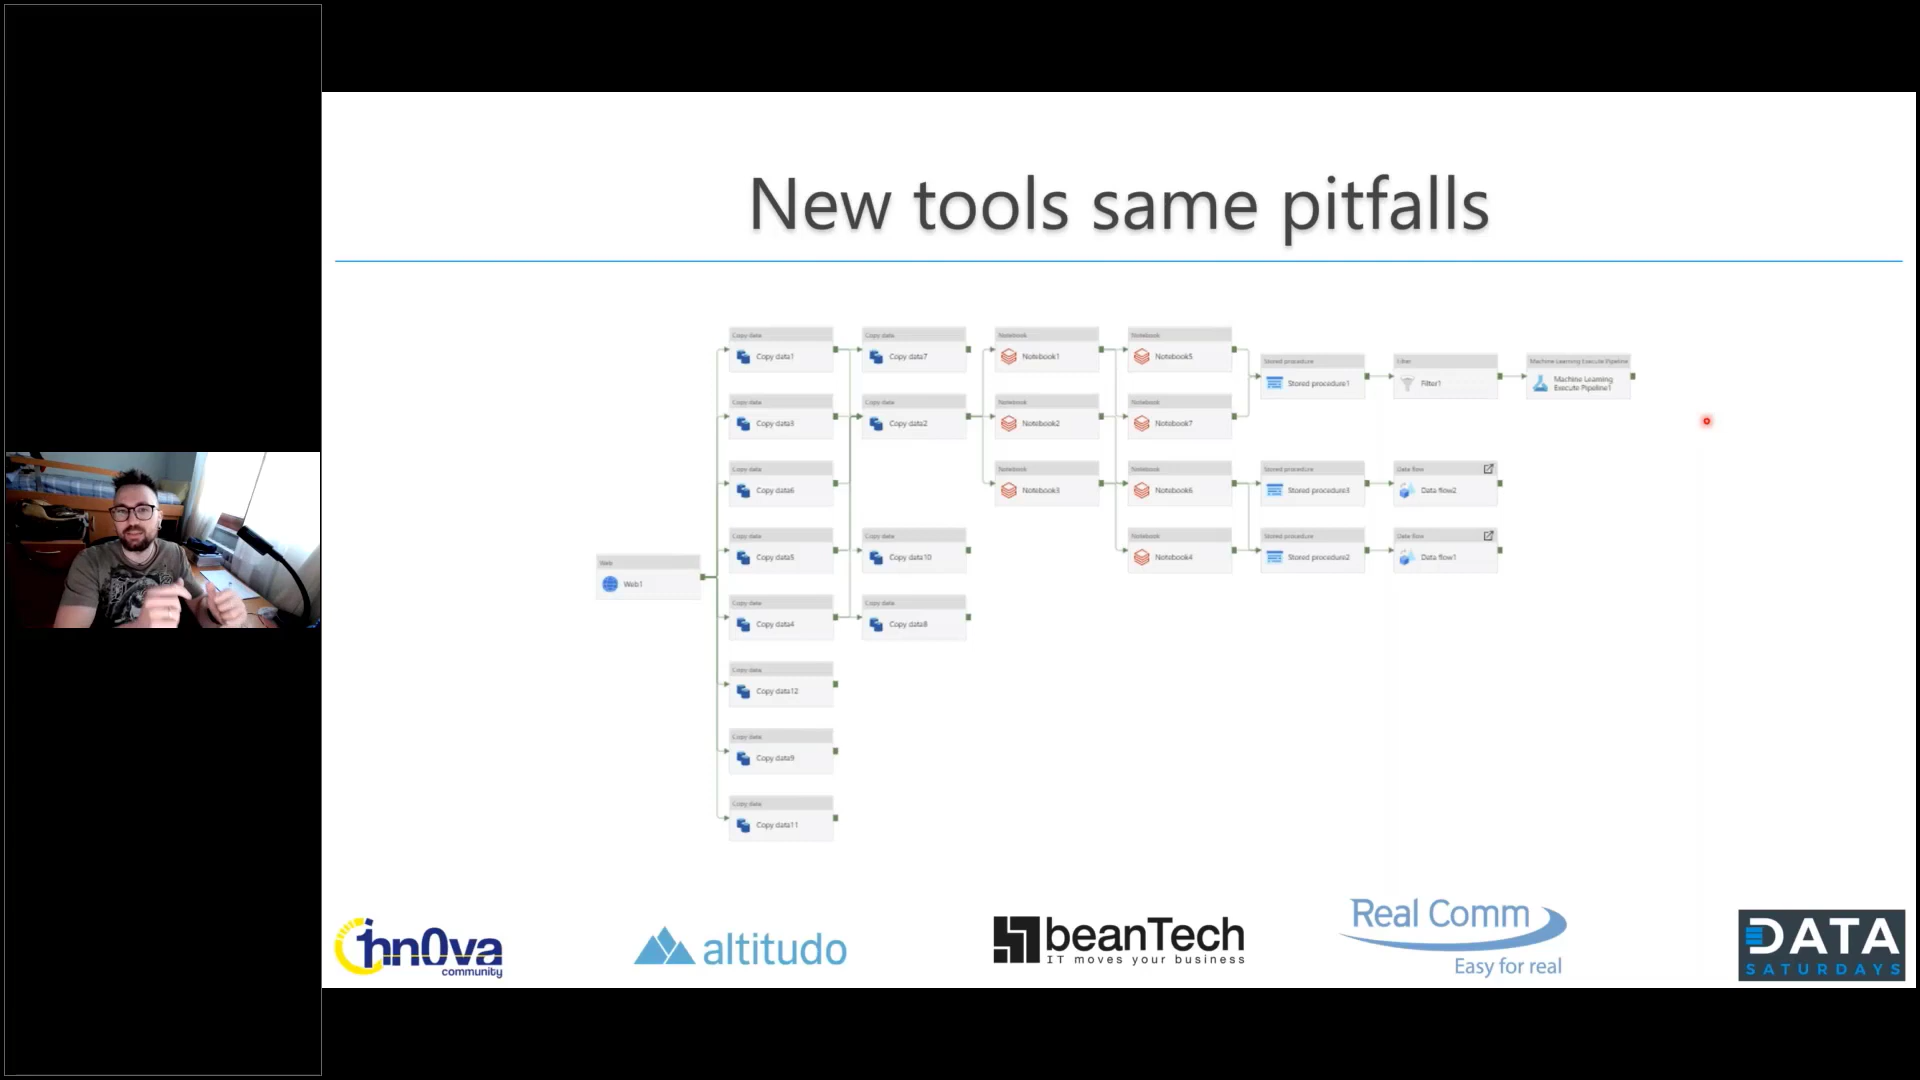 New tools same pitfalls
Copy data
Copy data1
Copy data
Copy data7
Notebook
Notebook1
Notebook
Notebook5
Stored procedure
Stored procedure1
Filter
Filter1
Machine Learning Execute Pipeline
Machine Learning
Execute Pipeline1
Copy data
Copy data3
Copy data
Copy data2
Notebook
Notebook2
Notebook
Notebook7
Copy data
Copy data6
Notebook
Notebook3
Notebook
Notebook6
Stored procedure
Stored procedure3
Data flow
Data flow2
Copy data
Copy data5
Copy data
Copy data10
Notebook
Notebook4
Stored procedure
Stored procedure2
Data flow
Data flow1
Web
Web1
Copy data
Copy data4
Copy data
Copy data8
Copy data
Copy data12
Copy data
Copy data9
Copy data
Copy data11
1nn0va
community
altitudo
beanTech
IT moves your business
Real Comm
Easy for real
DATA
SATURDAYS